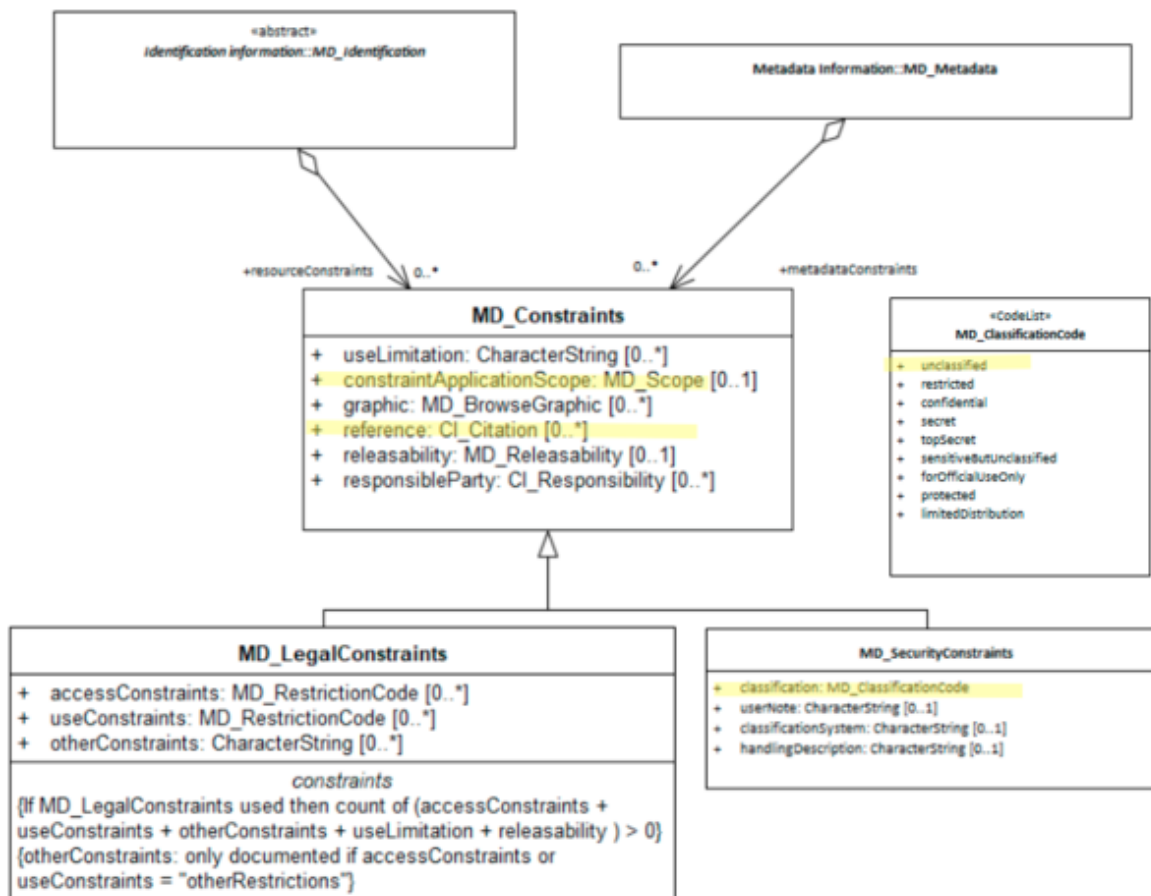 «abstract»
Identification information::MD_Identification
Metadata Information::MD_Metadata
+resourceConstraints
0..*
0..*
+metadataConstraints
MD_Constraints
+ useLimitation: CharacterString [0..*]
+ constraintApplicationScope: MD_Scope [0..1]
+ graphic: MD_BrowseGraphic [0..*]
+ reference: CI_Citation [0..*]
+ releasability: MD_Releasability [0..1]
+ responsibleParty: CI_Responsibility [0..*]
«CodeList»
MD_ClassificationCode
+ unclassified
+ restricted
+ confidential
+ secret
+ topSecret
+ sensitiveButUnclassified
+ forOfficialUseOnly
+ protected
+ limitedDistribution
MD_LegalConstraints
+ accessConstraints: MD_RestrictionCode [0..*]
+ useConstraints: MD_RestrictionCode [0..*]
+ otherConstraints: CharacterString [0..*]
constraints
{If MD_LegalConstraints used then count of (accessConstraints +
useConstraints + otherConstraints + useLimitation + releasability ) > 0}
{otherConstraints: only documented if accessConstraints or
useConstraints = "otherRestrictions"}
MD_SecurityConstraints
+ classification: MD_ClassificationCode
+ userNote: CharacterString [0..1]
+ classificationSystem: CharacterString [0..1]
+ handlingDescription: CharacterString [0..1]